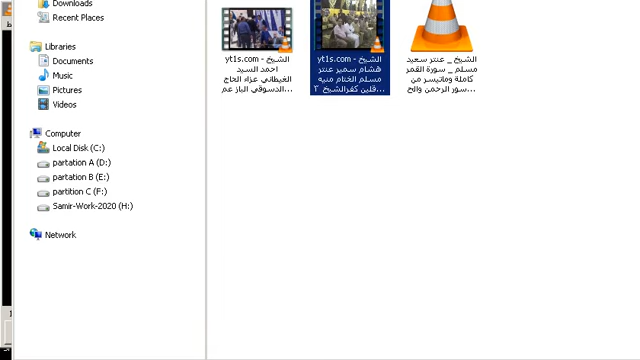 Downloads
Recent Places
Libraries
Documents
Music
Pictures
Videos
Computer
Local Disk (C:)
partation A (D:)
partation B (E:)
partition C (F:)
Samir-Work-2020 (H:)
Network
yt1s.com - الشيخ
احمد السيد
الغيطاني عزاء الحاج
الدسوقي الباز عم...
yt1s.com - الشيخ
هشام سمير عنتر
مسلم الختام منيه
قلين كفرالشيخ ٣...
الشيخ _ عنتر سعيد
مسلم _ سورة القمر
كاملة وماتيسر من
سور الرحمن والح...